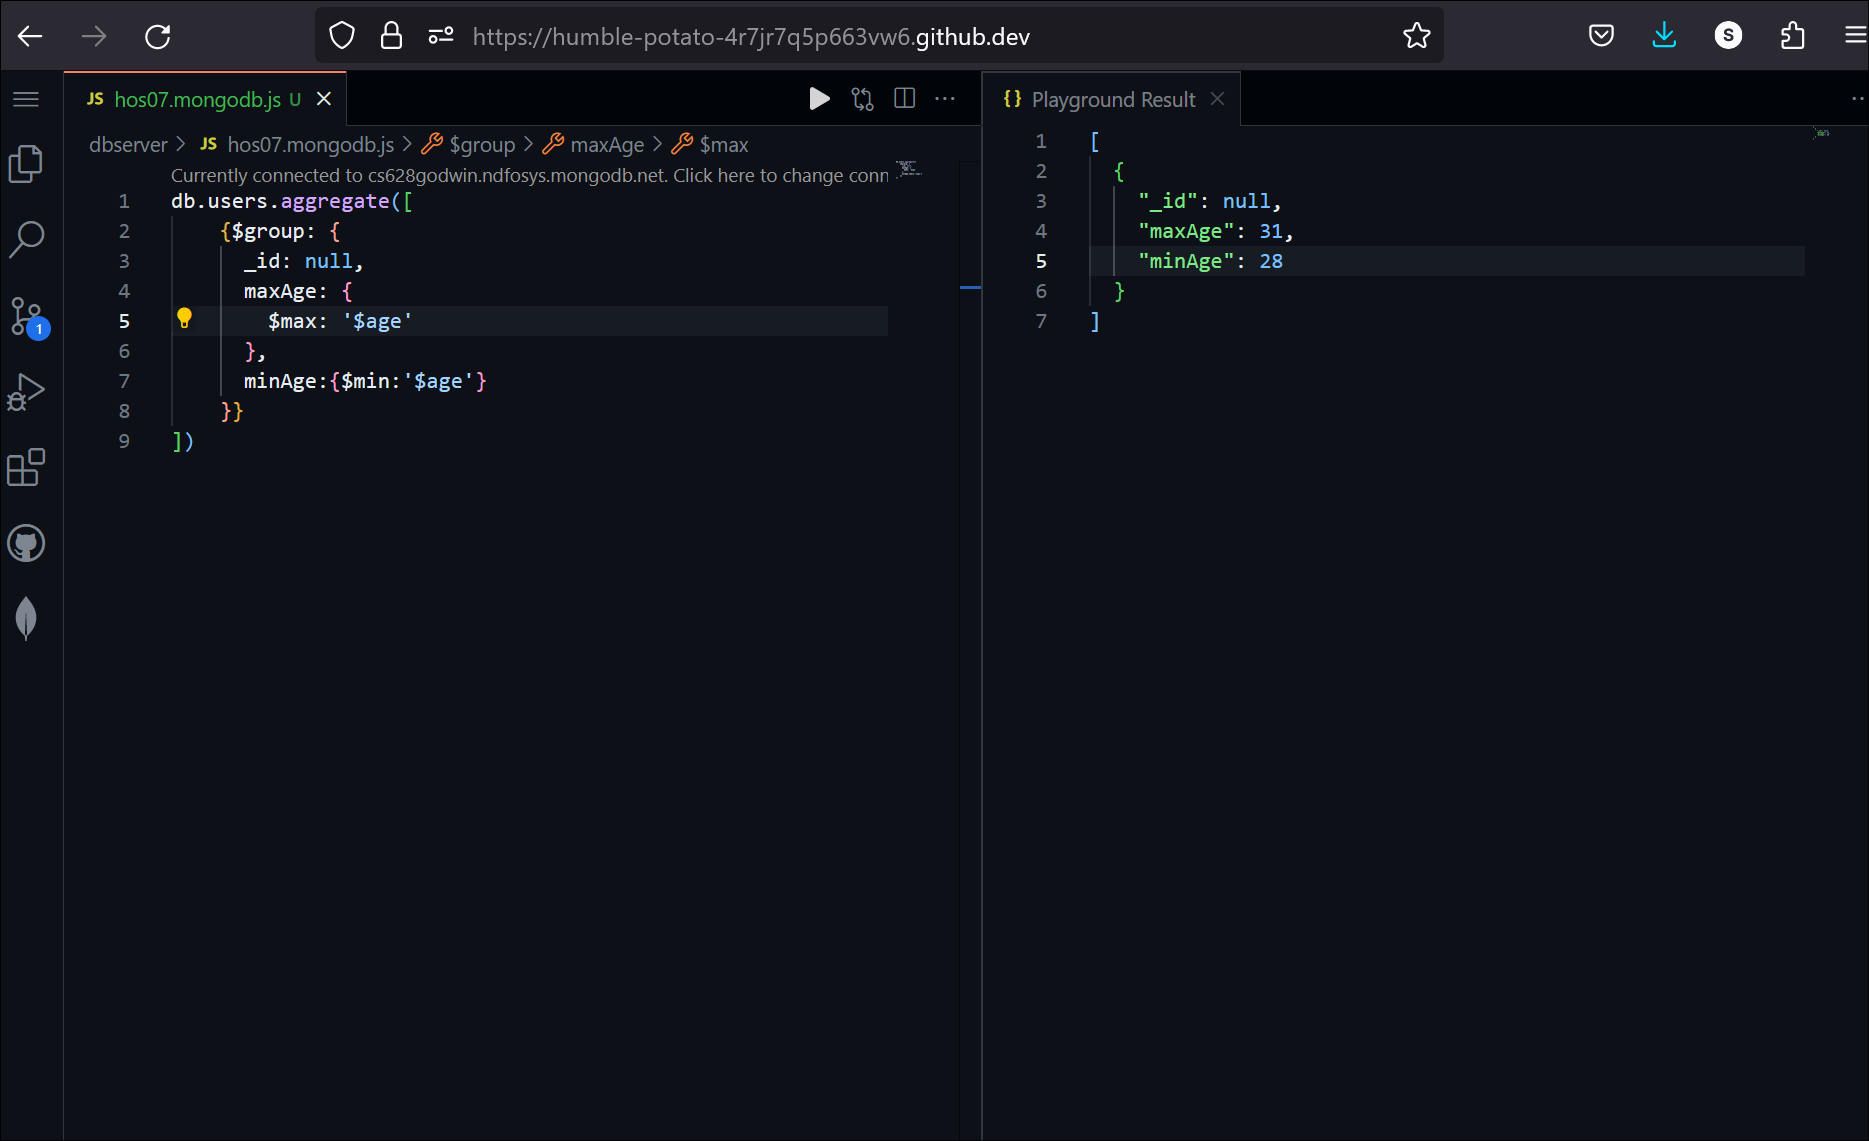 https://humble-potato-4r7jr7q5p663vw6.github.dev
S
JS hos07.mongodb.js U
{} Playground Result
dbserver > JS hos07.mongodb.js > $group > maxAge > $max
Currently connected to cs628godwin.ndfosys.mongodb.net. Click here to change conn
1 db.users.aggregate([
2 {$group: {
3 _id: null,
4 maxAge: {
5 $max: '$age'
6 },
7 minAge:{$min:'$age'}
8 }}
9 ])
1
1 [
2 {
3 "_id": null,
4 "maxAge": 31,
5 "minAge": 28
6 }
7 ]